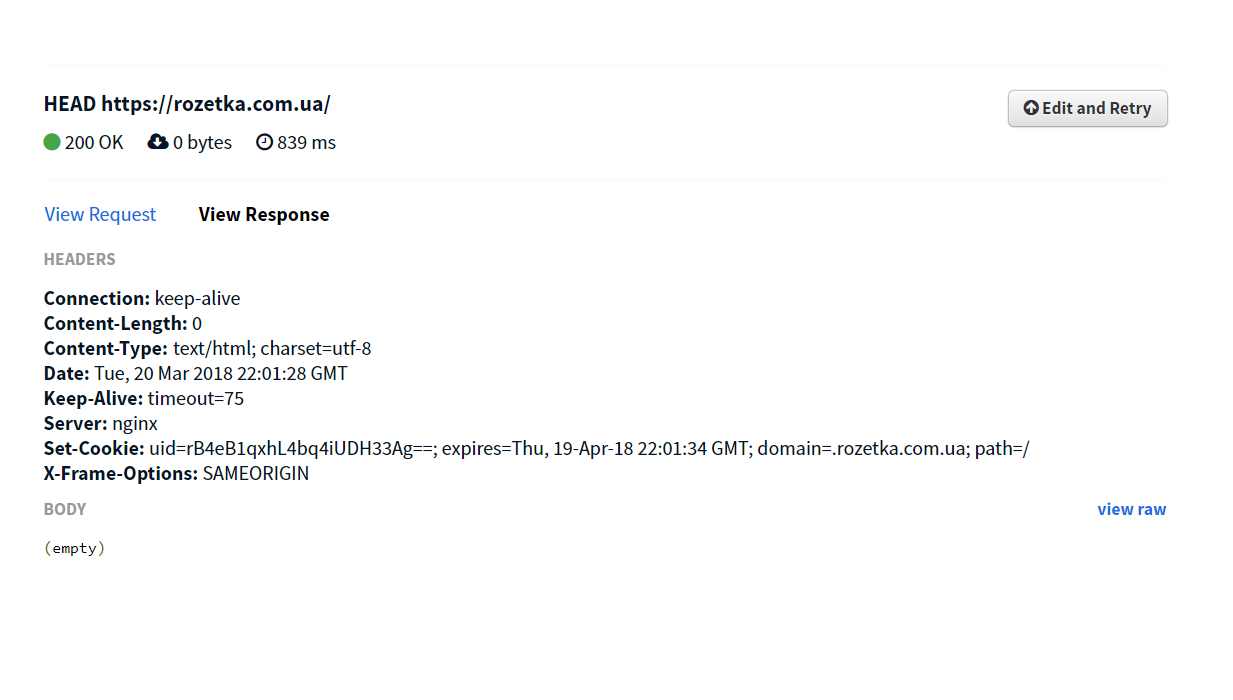 HEAD https://rozetka.com.ua/
Edit and Retry
200 OK 0 bytes 839 ms
View Request View Response
HEADERS
Connection: keep-alive
Content-Length: 0
Content-Type: text/html; charset=utf-8
Date: Tue, 20 Mar 2018 22:01:28 GMT
Keep-Alive: timeout=75
Server: nginx
Set-Cookie: uid=rB4eB1qxhL4bq4iUDH33Ag==; expires=Thu, 19-Apr-18 22:01:34 GMT; domain=.rozetka.com.ua; path=/
X-Frame-Options: SAMEORIGIN
BODY view raw
(empty)